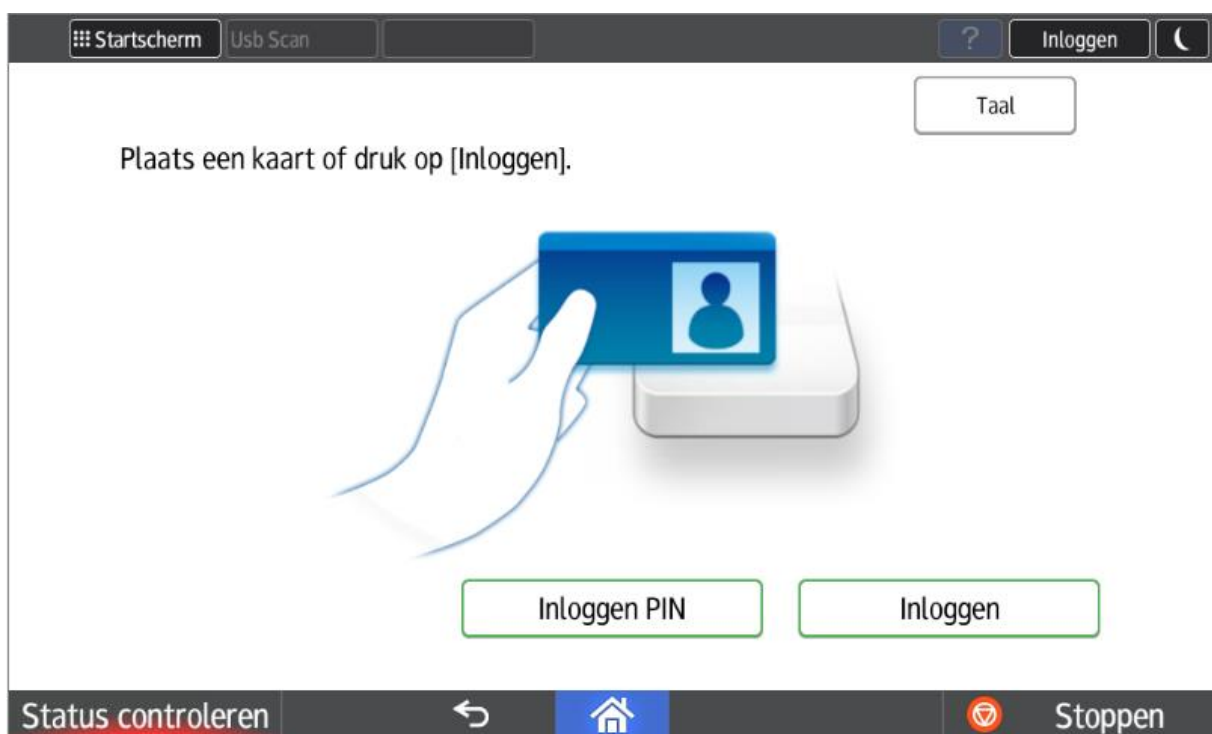 Startscherm
Usb Scan
?
Inloggen
Taal
Plaats een kaart of druk op [Inloggen].
Inloggen PIN
Inloggen
Status controleren
Stoppen